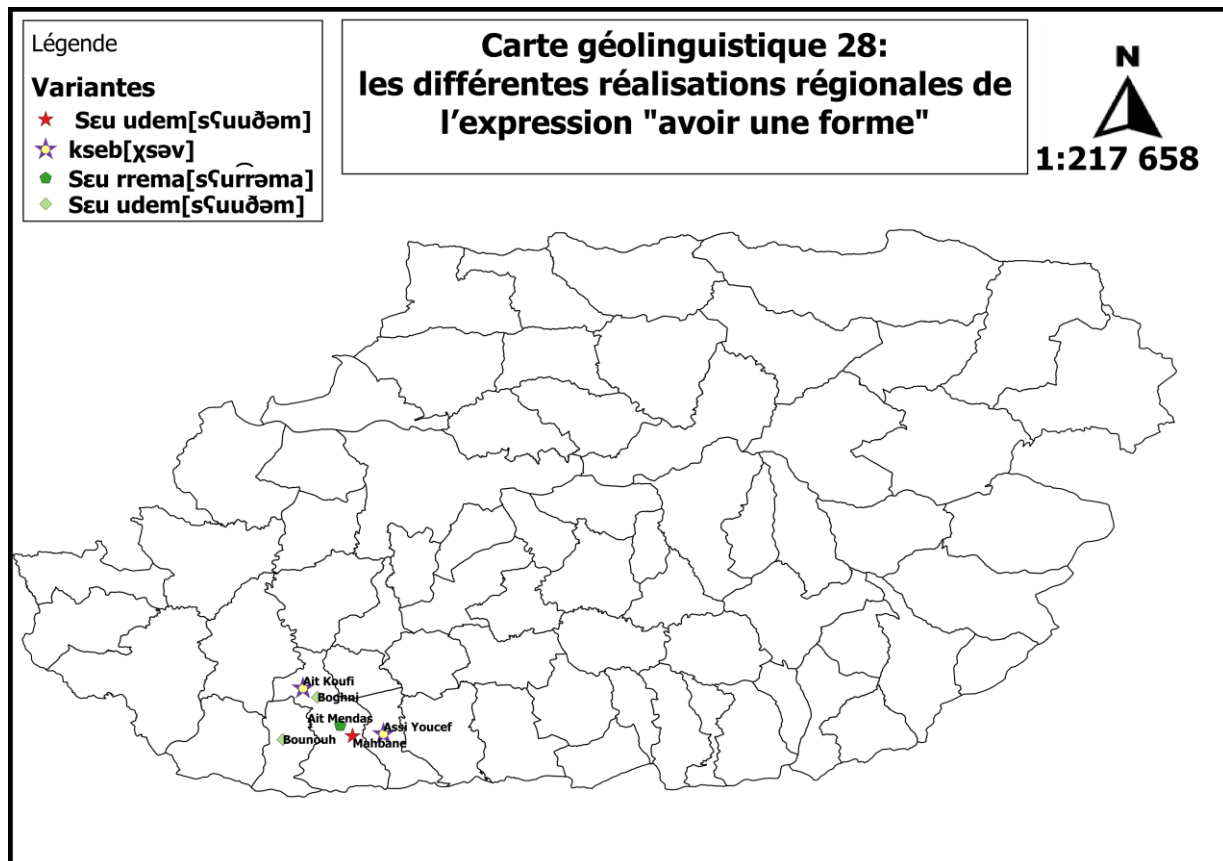 Légende
Variantes
Sɛu udem[sʕuuðəm]
kseb[χsəv]
Sɛu rrema[sʕur͡rəma]
Sɛu udem[sʕuuðəm]
Carte géolinguistique 28:
les différentes réalisations régionales de
l’expression "avoir une forme"
N
1:217 658
Ait Koufi
Boghni
Ait Mendas
Assi Youcef
Bounouh
Mahbane